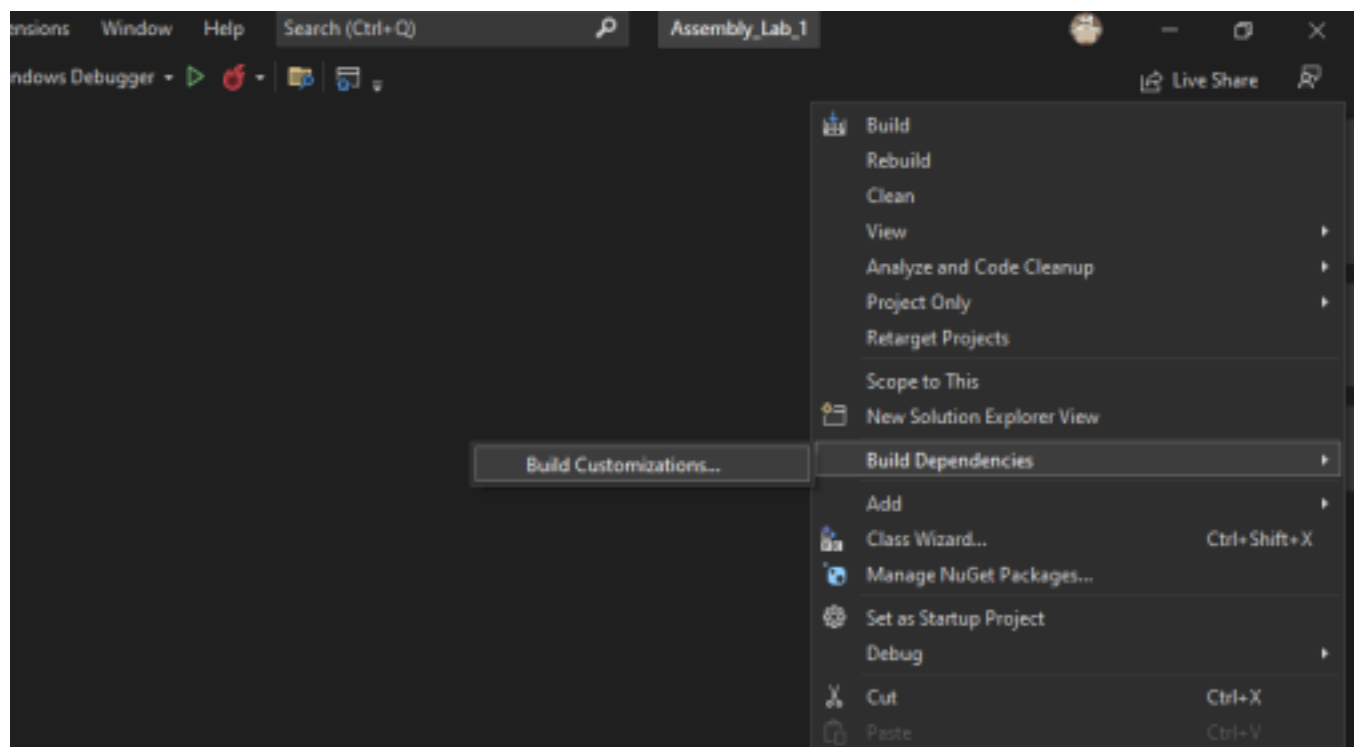 ensions Window Help Search (Ctrl+Q) Assembly_Lab_1
ndows Debugger Live Share
Build
Rebuild
Clean
View
Analyze and Code Cleanup
Project Only
Retarget Projects
Scope to This
New Solution Explorer View
Build Customizations... Build Dependencies
Add
Class Wizard... Ctrl+Shift+X
Manage NuGet Packages...
Set as Startup Project
Debug
Cut Ctrl+X
Paste Ctrl+V